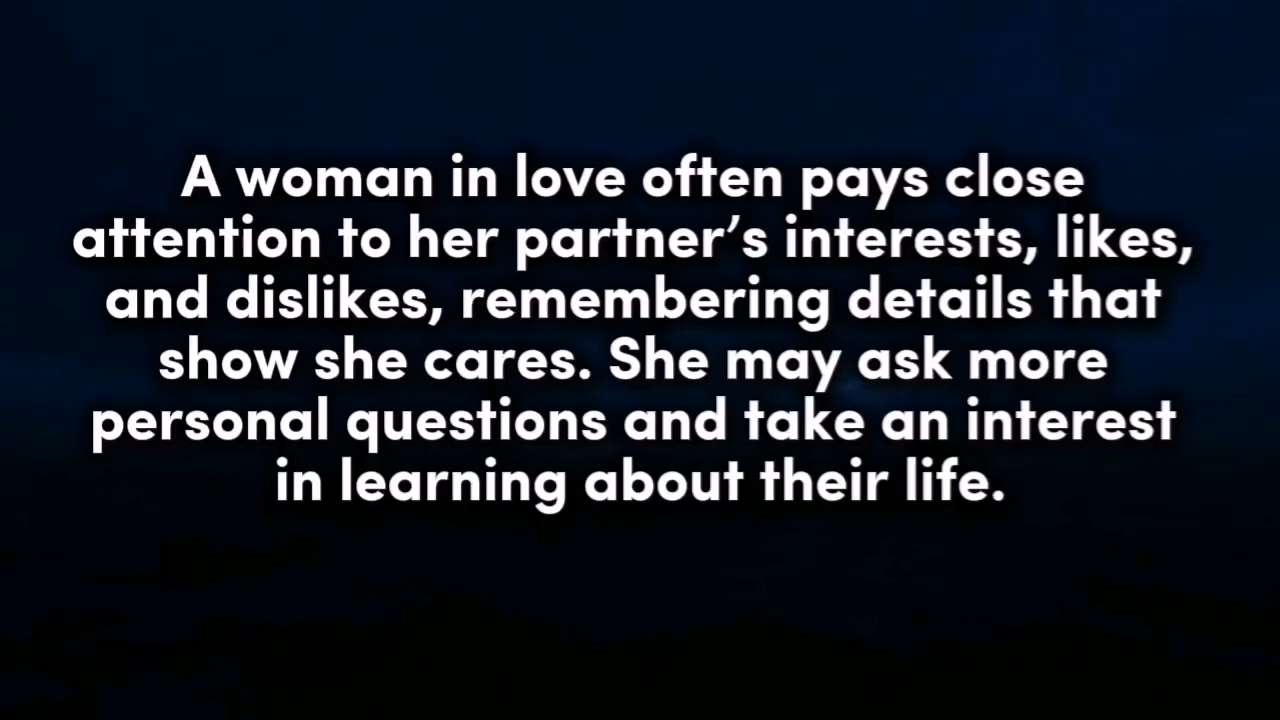 A woman in love often pays close
attention to her partner’s interests, likes,
and dislikes, remembering details that
show she cares. She may ask more
personal questions and take an interest
in learning about their life.